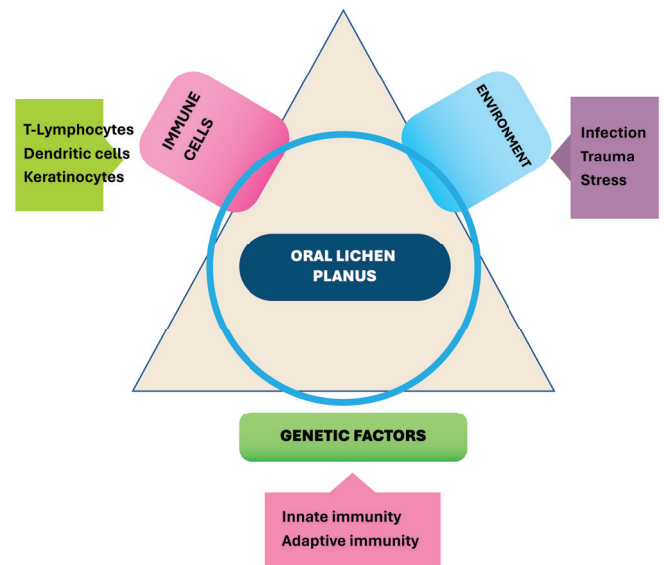 IMMUNE
CELLS
ENVIRONMENT
T-Lymphocytes
Dendritic cells
Keratinocytes
Infection
Trauma
Stress
ORAL LICHEN
PLANUS
GENETIC FACTORS
Innate immunity
Adaptive immunity